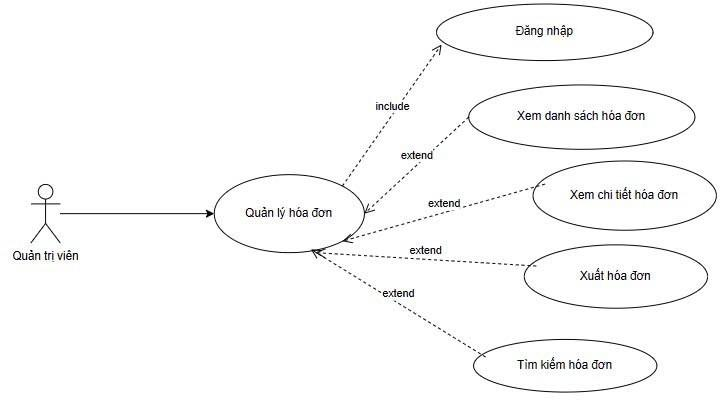 Đăng nhập
include
Xem danh sách hóa đơn
extend
Xem chi tiết hóa đơn
extend
Quản lý hóa đơn
Quản trị viên
extend
Xuất hóa đơn
extend
Tìm kiếm hóa đơn